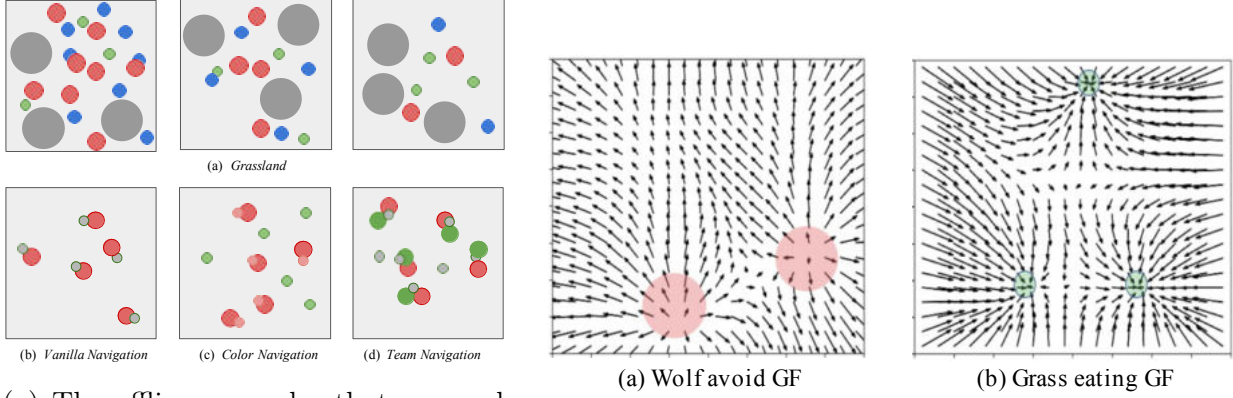 (a) Grassland
(b) Vanilla Navigation
(c) Color Navigation
(d) Team Navigation
(a) Wolf avoid GF
(b) Grass eating GF